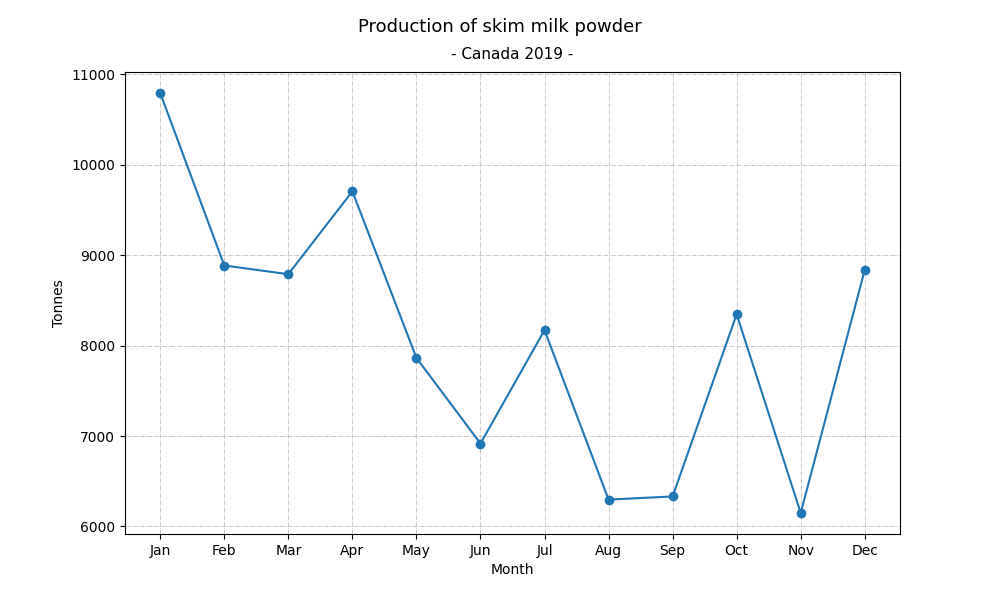 Production of skim milk powder
- Canada 2019 -
11000
10000
9000
8000
7000
6000
Tonnes
Jan Feb Mar Apr May Jun Jul Aug Sep Oct Nov Dec
Month